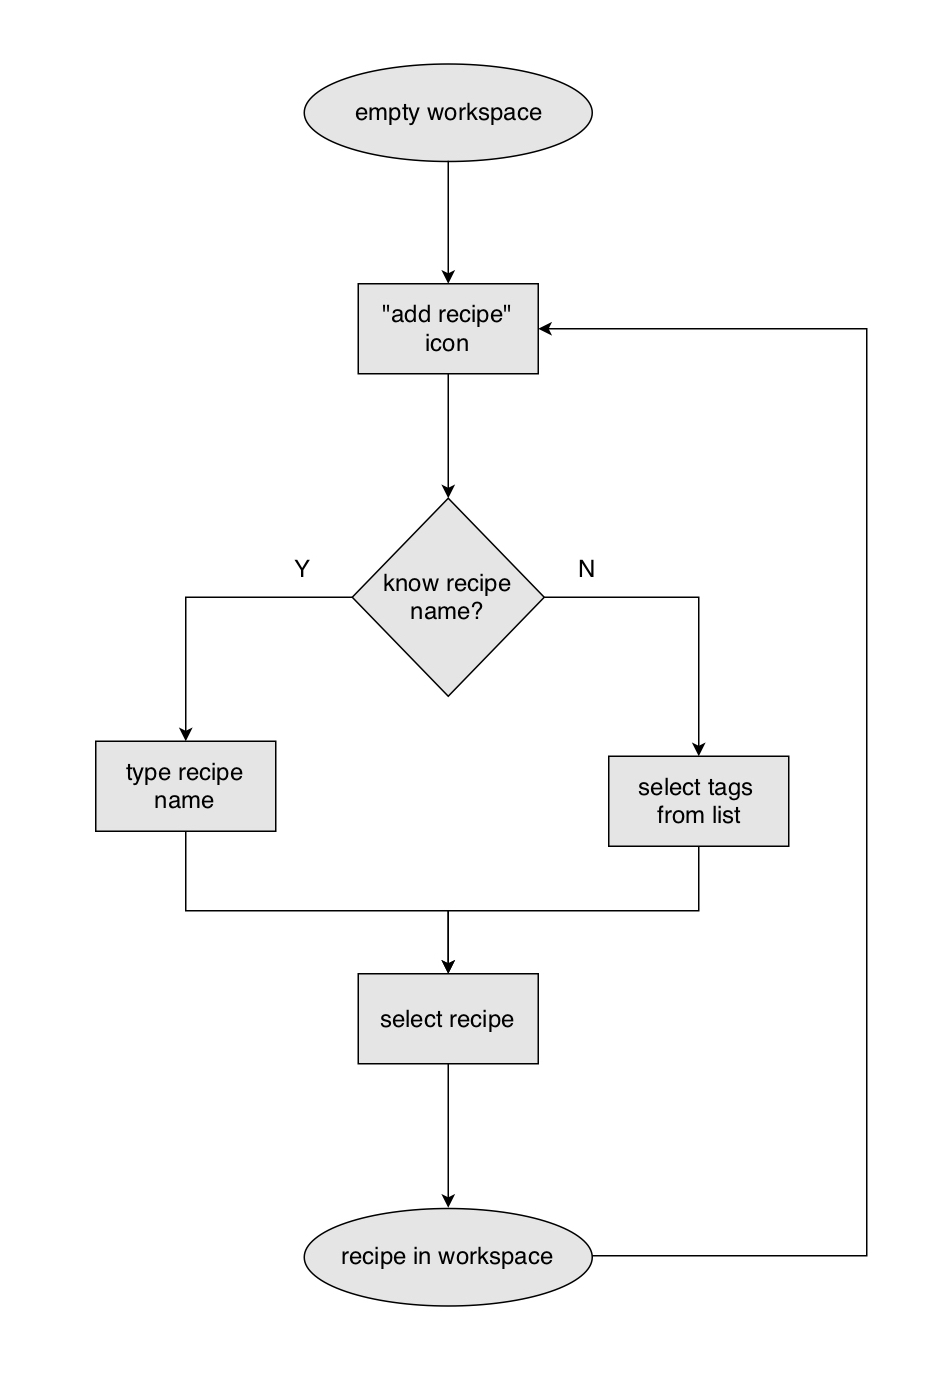 empty workspace
"add recipe"
icon
know recipe
name?
Y
N
type recipe
name
select tags
from list
select recipe
recipe in workspace